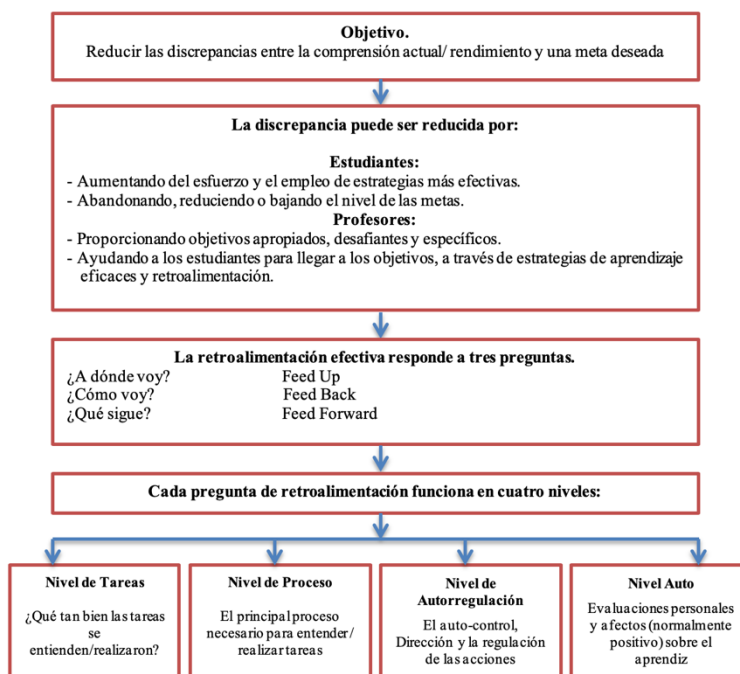 Objetivo.
Reducir las discrepancias entre la comprensión actual/ rendimiento y una meta deseada
La discrepancia puede ser reducida por:
Estudiantes:
- Aumentando del esfuerzo y el empleo de estrategias más efectivas.
- Abandonando, reduciendo o bajando el nivel de las metas.
Profesores:
- Proporcionando objetivos apropiados, desafiantes y específicos.
- Ayudando a los estudiantes para llegar a los objetivos, a través de estrategias de aprendizaje
eficaces y retroalimentación.
La retroalimentación efectiva responde a tres preguntas.
¿A dónde voy? Feed Up
¿Cómo voy? Feed Back
¿Qué sigue? Feed Forward
Cada pregunta de retroalimentación funciona en cuatro niveles:
Nivel de Tareas
¿Qué tan bien las tareas
se
entienden/realizaron?
Nivel de Proceso
El principal proceso
necesario para entender/
realizar tareas
Nivel de
Autorregulación
El auto-control,
Dirección y la regulación
de las acciones
Nivel Auto
Evaluaciones personales
y afectos (normalmente
positivo) sobre el
aprendiz